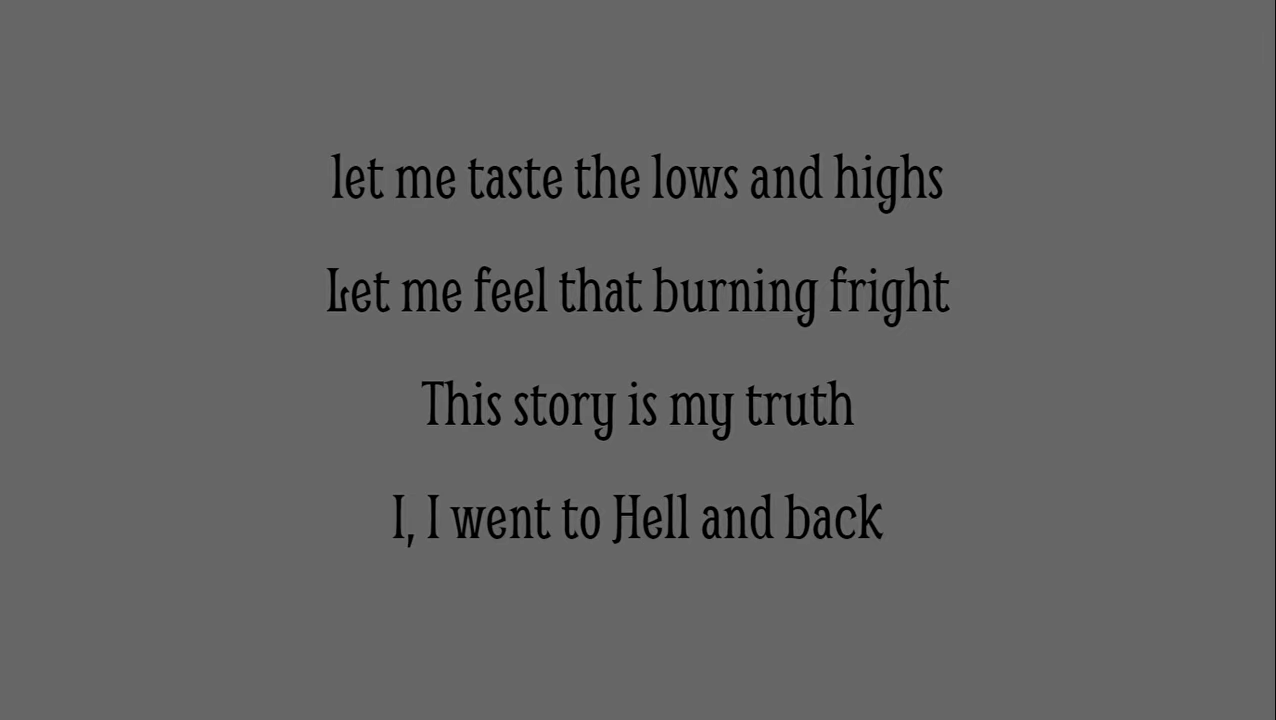 let me taste the lows and highs
Let me feel that burning fright
This story is my truth
I, I went to Hell and back